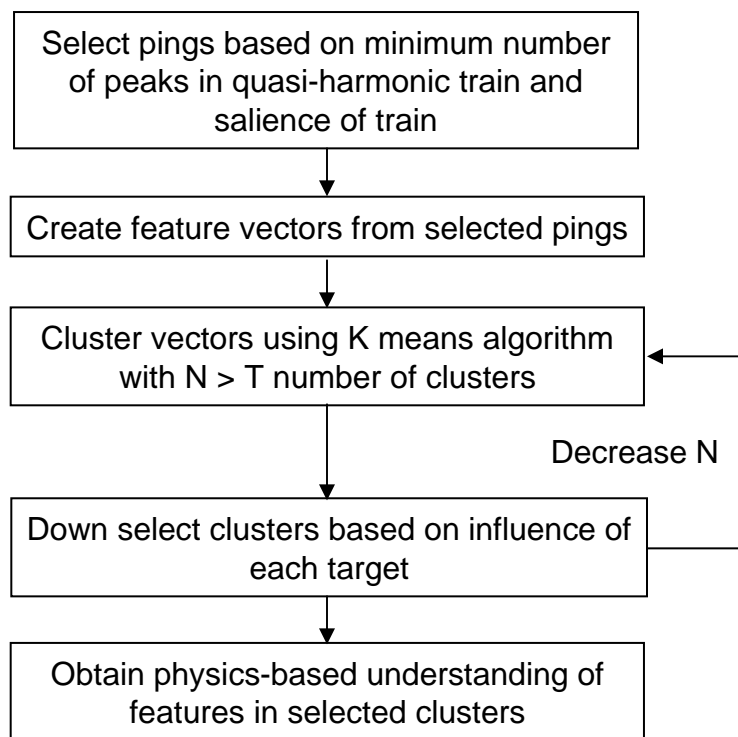 Select pings based on minimum number
of peaks in quasi-harmonic train and
salience of train
Create feature vectors from selected pings
Cluster vectors using K means algorithm
with N > T number of clusters
Decrease N
Down select clusters based on influence of
each target
Obtain physics-based understanding of
features in selected clusters